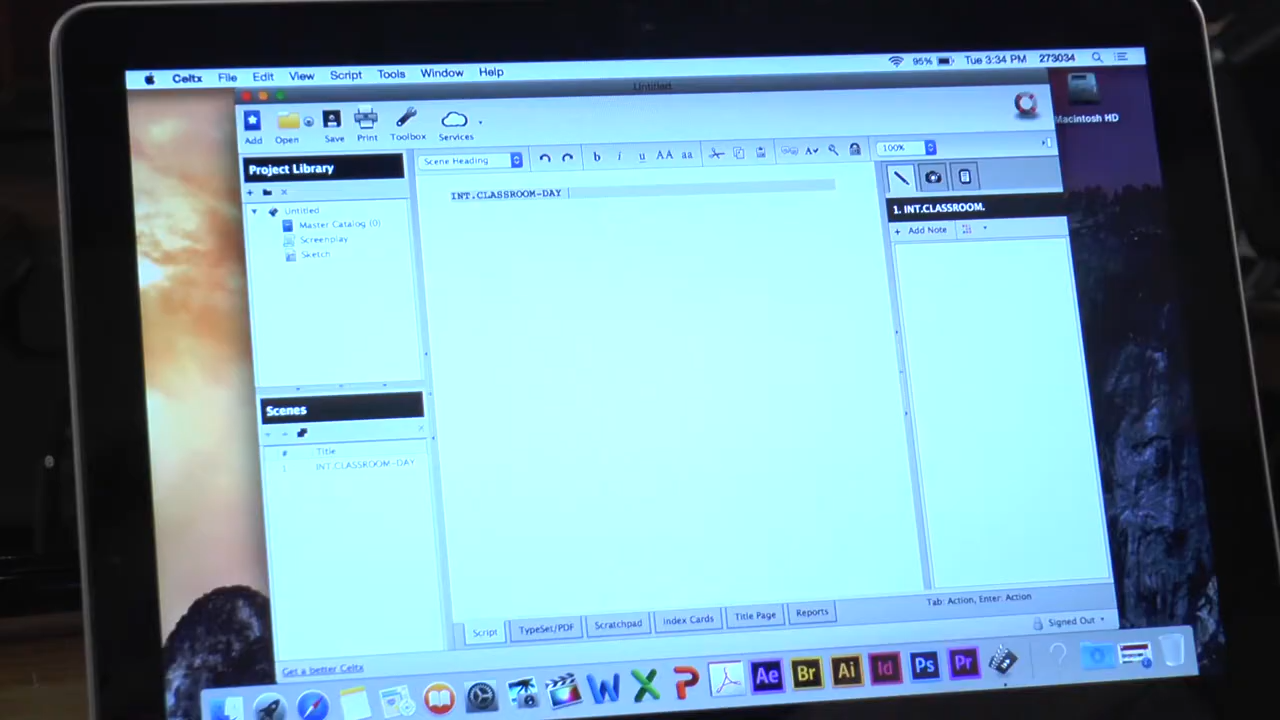 Celtx File Edit View Script Tools Window Help
95% Tue 3:34 PM 273034
Untitled
Macintosh HD
Add Open Save Print Toolbox Services
Project Library
Scene Heading
b i u AA aa
100%
Untitled
Master Catalog (0)
Screenplay
Sketch
INT.CLASSROOM-DAY
1. INT.CLASSROOM.
+ Add Note
Scenes
# Title
1 INT.CLASSROOM-DAY
Script TypeSet/PDF Scratchpad Index Cards Title Page Reports
Tab: Action, Enter: Action
Signed Out
Get a better Celtx
W X P Ae Br Ai Id Ps Pr